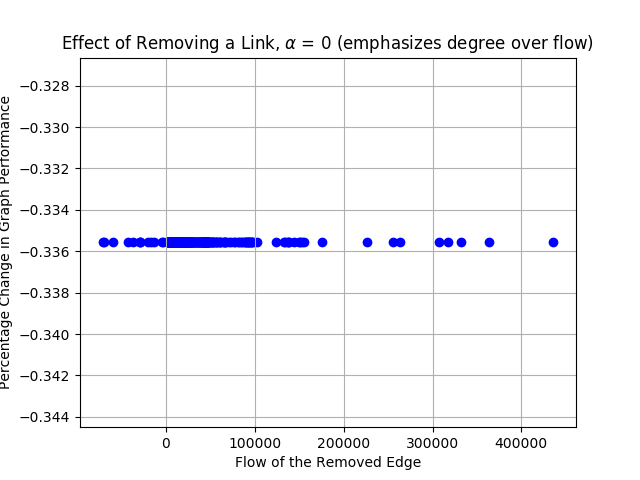 Effect of Removing a Link, α = 0 (emphasizes degree over flow)
Percentage Change in Graph Performance
−0.328
−0.330
−0.332
−0.334
−0.336
−0.338
−0.340
−0.342
−0.344
0 100000 200000 300000 400000
Flow of the Removed Edge